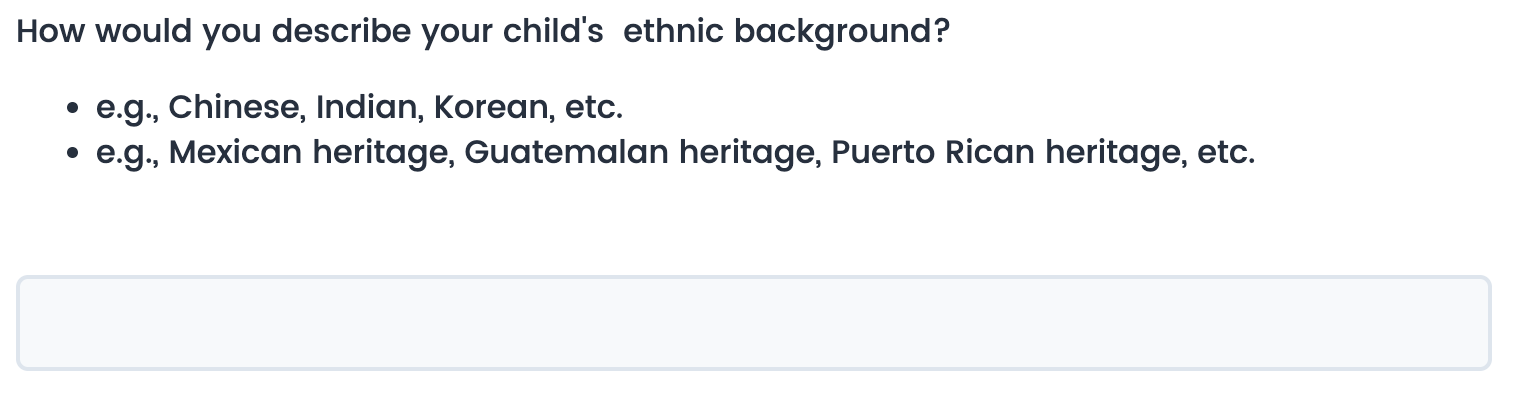 How would you describe your child's  ethnic background?
• e.g., Chinese, Indian, Korean, etc.
• e.g., Mexican heritage, Guatemalan heritage, Puerto Rican heritage, etc.